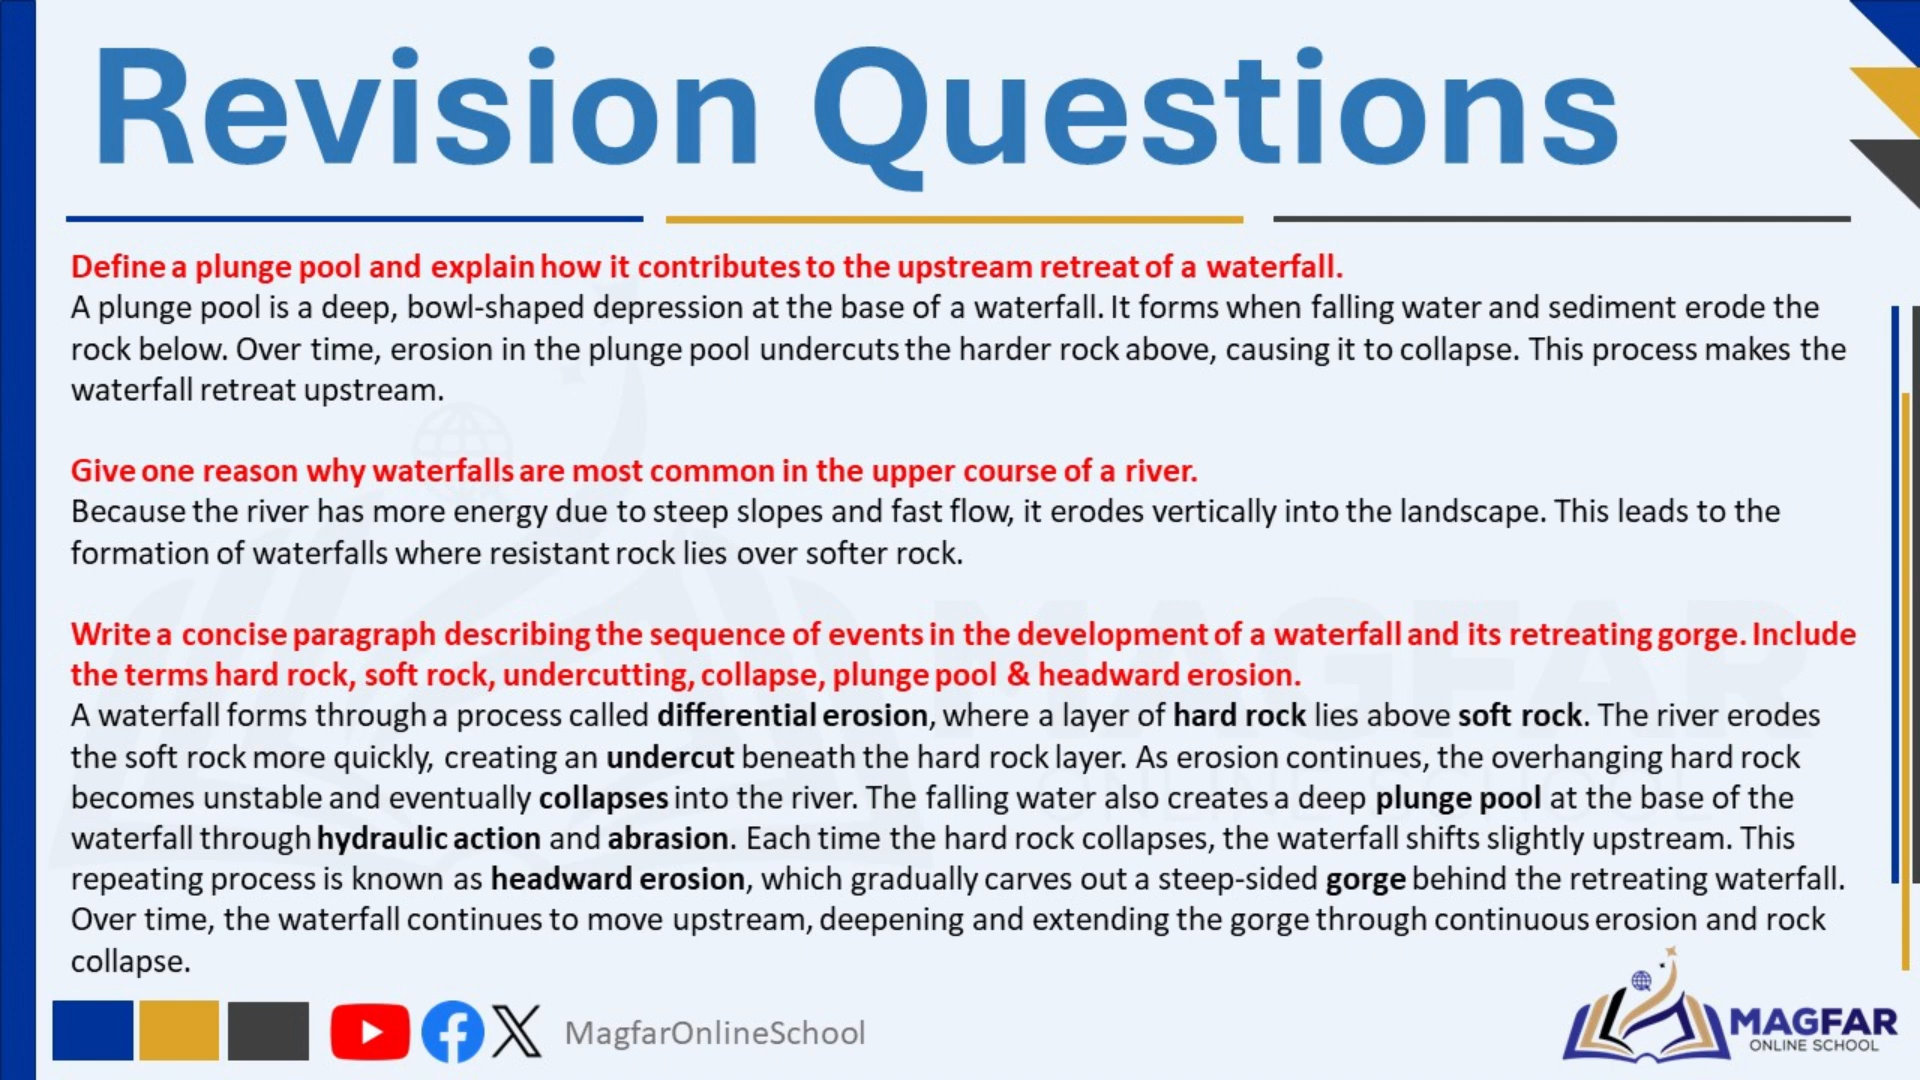 Revision Questions
Define a plunge pool and explain how it contributes to the upstream retreat of a waterfall.
A plunge pool is a deep, bowl-shaped depression at the base of a waterfall. It forms when falling water and sediment erode the
rock below. Over time, erosion in the plunge pool undercuts the harder rock above, causing it to collapse. This process makes the
waterfall retreat upstream.
Give one reason why waterfalls are most common in the upper course of a river.
Because the river has more energy due to steep slopes and fast flow, it erodes vertically into the landscape. This leads to the
formation of waterfalls where resistant rock lies over softer rock.
Write a concise paragraph describing the sequence of events in the development of a waterfall and its retreating gorge. Include
the terms hard rock, soft rock, undercutting, collapse, plunge pool & headward erosion.
A waterfall forms through a process called differential erosion, where a layer of hard rock lies above soft rock. The river erodes
the soft rock more quickly, creating an undercut beneath the hard rock layer. As erosion continues, the overhanging hard rock
becomes unstable and eventually collapses into the river. The falling water also creates a deep plunge pool at the base of the
waterfall through hydraulic action and abrasion. Each time the hard rock collapses, the waterfall shifts slightly upstream. This
repeating process is known as headward erosion, which gradually carves out a steep-sided gorge behind the retreating waterfall.
Over time, the waterfall continues to move upstream, deepening and extending the gorge through continuous erosion and rock
collapse.
MagfarOnlineSchool
MAGFAR
ONLINE SCHOOL